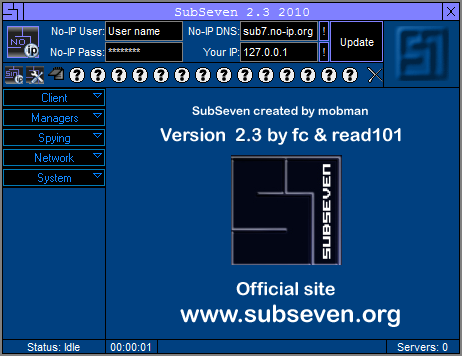 SubSeven 2.3 2010
X
NO
ip
No-IP User: User name No-IP DNS: sub7.no-ip.org ! Update
No-IP Pass: ******** Your IP: 127.0.0.1 !
? ? ? ? ? ? ? ? ? ? ? ? ? ?
Client
Managers
Spying
Network
System
SubSeven created by mobman
Version 2.3 by fc & read101
SUBSEVEN
Official site
www.subseven.org
Status: Idle 00:00:01 Servers: 0